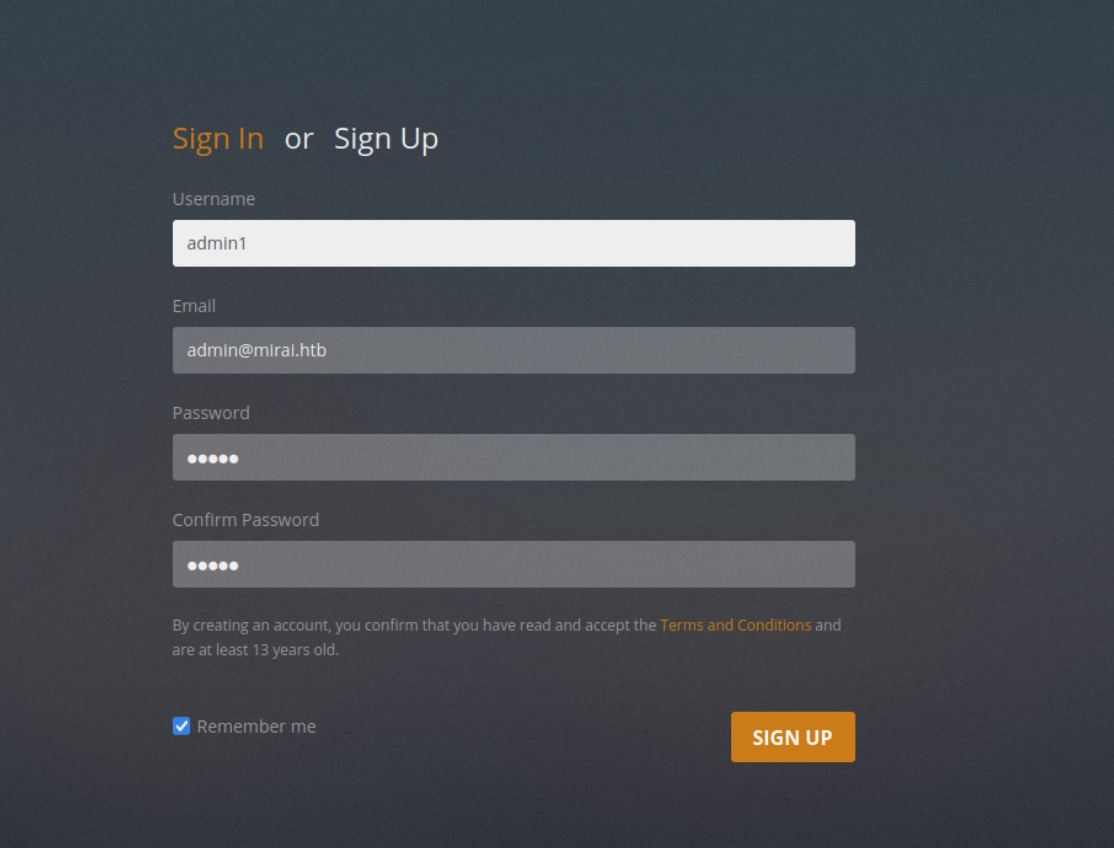 Sign In or Sign Up
Username
admin1
Email
admin@mirai.htb
Password
●●●●●
Confirm Password
●●●●●
By creating an account, you confirm that you have read and accept the Terms and Conditions and
are at least 13 years old.
Remember me
SIGN UP